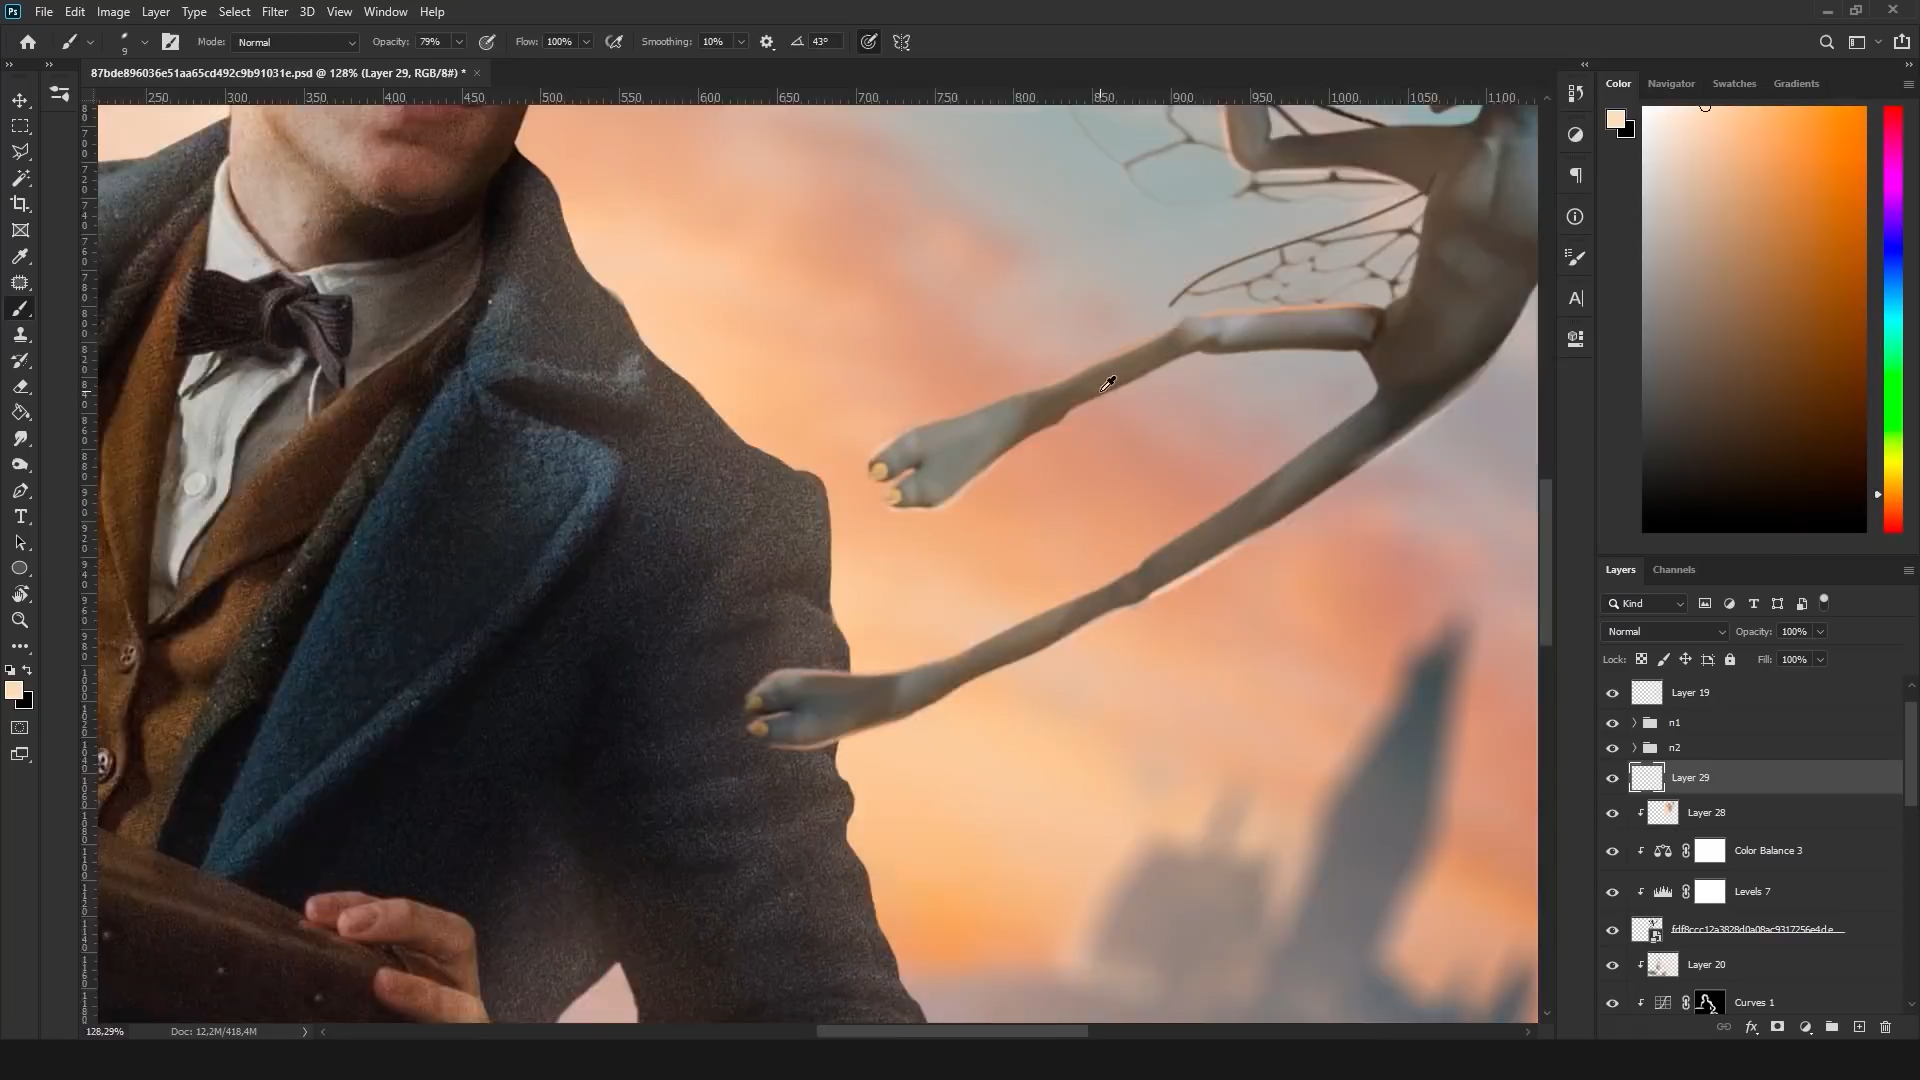 Ps File Edit Image Layer Type Select Filter 3D View Window Help
9 Mode: Normal Opacity: 79% Flow: 100% Smoothing: 10% 43°
87bde896036e51aa65cd492c9b91031e.psd @ 128% (Layer 29, RGB/8#) *
Color Navigator Swatches Gradients
250 300 350 400 450 500 550 600 650 700 750 800 850 900 950 1000 1050 1100
Layers Channels
Kind
Normal Opacity: 100%
Lock: Fill: 100%
Layer 19
n1
n2
Layer 29
Layer 28
Color Balance 3
Levels 7
fdf8ccc12a3828d0a08ac9317256e4d.e...
Layer 20
Curves 1
128,29% Doc: 12,2M/418,4M